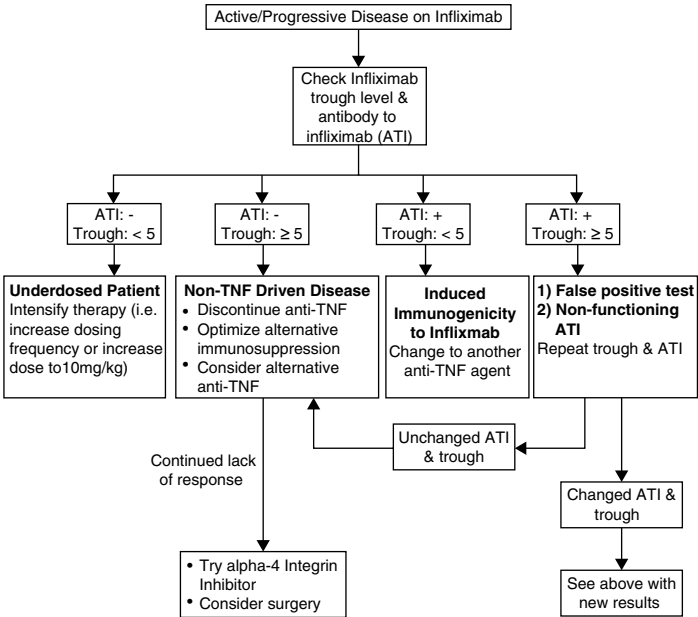 Active/Progressive Disease on Infliximab
Check Infliximab
trough level &
antibody to
infliximab (ATI)
ATI: -
Trough: < 5
ATI: -
Trough: ≥ 5
ATI: +
Trough: < 5
ATI: +
Trough: ≥ 5
Underdosed Patient
Intensify therapy (i.e.
increase dosing
frequency or increase
dose to10mg/kg)
Non-TNF Driven Disease
• Discontinue anti-TNF
• Optimize alternative
immunosuppression
• Consider alternative
anti-TNF
Induced
Immunogenicity
to Influxmab
Change to another
anti-TNF agent
1) False positive test
2) Non-functioning
ATI
Repeat trough & ATI
Unchanged ATI
& trough
Continued lack
of response
Changed ATI &
trough
• Try alpha-4 Integrin
Inhibitor
• Consider surgery
See above with
new results